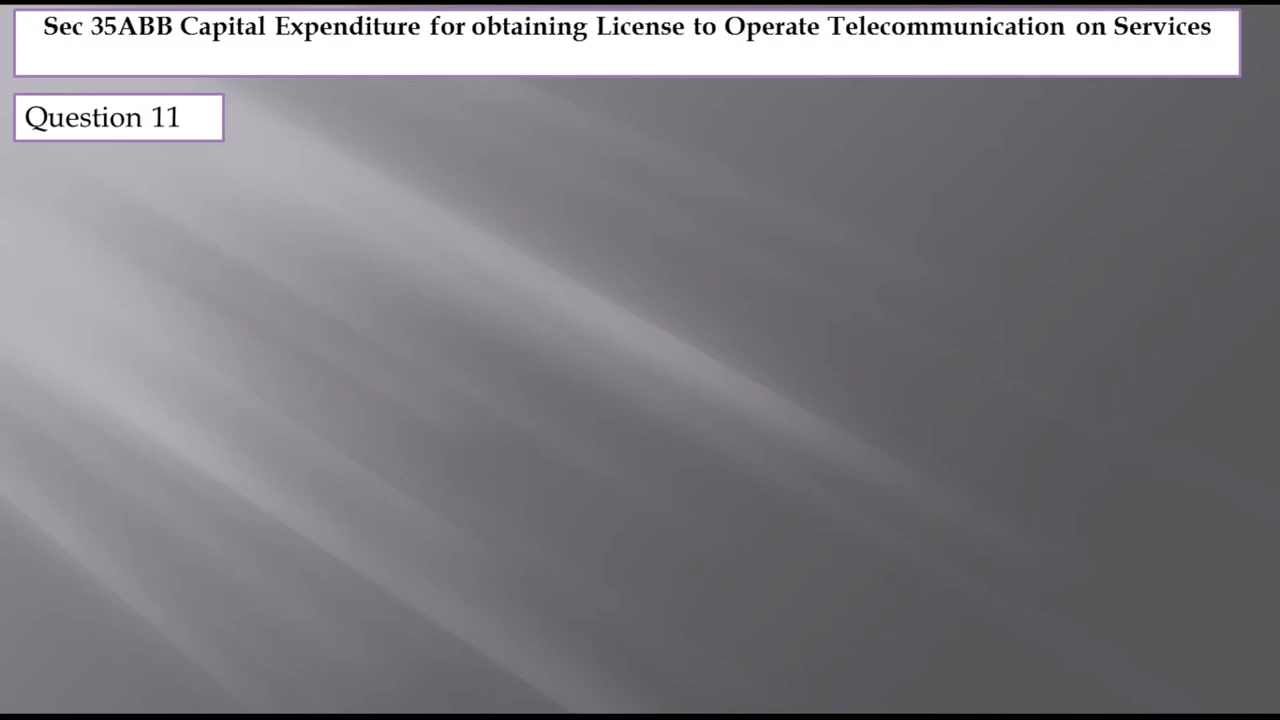 Sec 35ABB Capital Expenditure for obtaining License to Operate Telecommunication on Services
Question 11